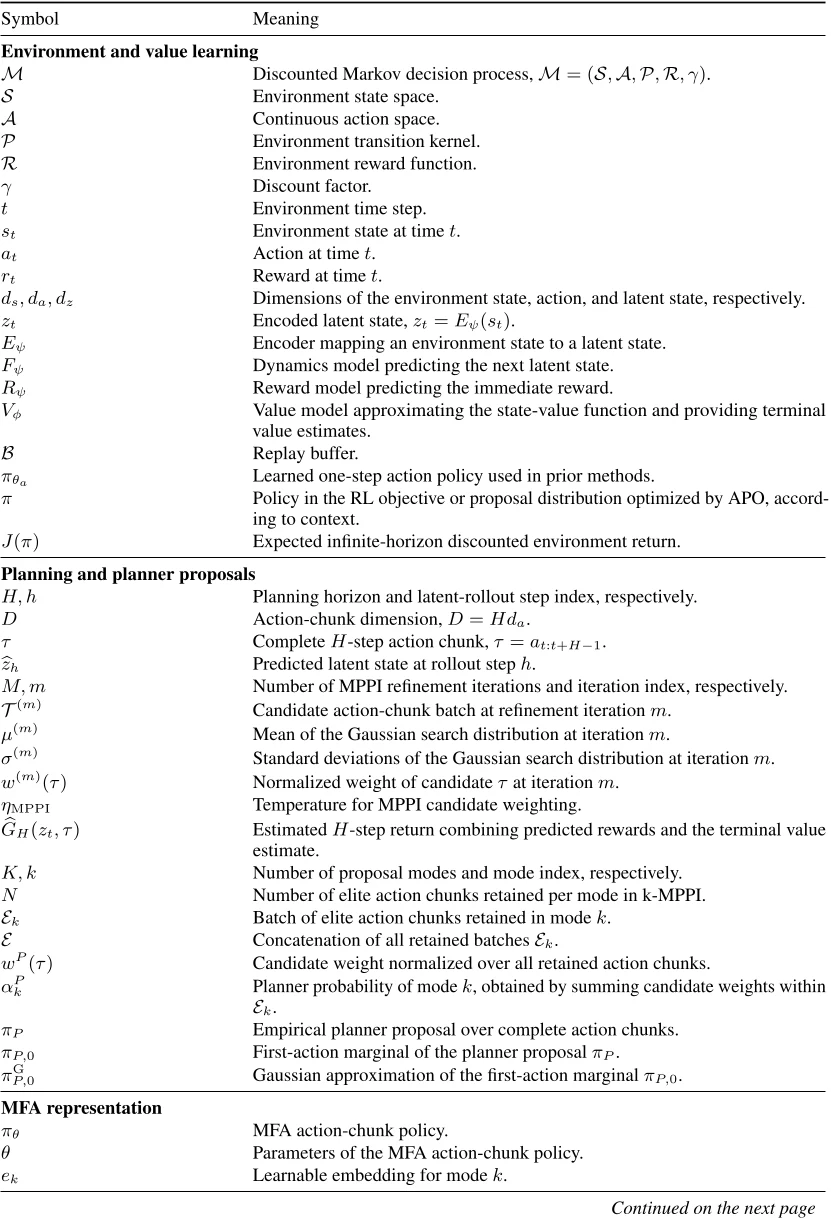 Symbol Meaning
Environment and value learning
ℳ Discounted Markov decision process, ℳ = (𝒮, 𝒜, 𝒫, ℛ, γ).
𝒮 Environment state space.
𝒜 Continuous action space.
𝒫 Environment transition kernel.
ℛ Environment reward function.
γ Discount factor.
t Environment time step.
s_t Environment state at time t.
a_t Action at time t.
r_t Reward at time t.
d_s, d_a, d_z Dimensions of the environment state, action, and latent state, respectively.
z_t Encoded latent state, z_t = E_ψ(s_t).
E_ψ Encoder mapping an environment state to a latent state.
F_ψ Dynamics model predicting the next latent state.
R_ψ Reward model predicting the immediate reward.
V_ϕ Value model approximating the state-value function and providing terminal
value estimates.
ℬ Replay buffer.
π_{θ_a} Learned one-step action policy used in prior methods.
π Policy in the RL objective or proposal distribution optimized by APO, accord-
ing to context.
J(π) Expected infinite-horizon discounted environment return.
Planning and planner proposals
H, h Planning horizon and latent-rollout step index, respectively.
D Action-chunk dimension, D = Hd_a.
τ Complete H-step action chunk, τ = a_{t:t+H−1}.
ẑ_h Predicted latent state at rollout step h.
M, m Number of MPPI refinement iterations and iteration index, respectively.
𝒯^{(m)} Candidate action-chunk batch at refinement iteration m.
μ^{(m)} Mean of the Gaussian search distribution at iteration m.
σ^{(m)} Standard deviations of the Gaussian search distribution at iteration m.
w^{(m)}(τ) Normalized weight of candidate τ at iteration m.
η_{MPPI} Temperature for MPPI candidate weighting.
Ĝ_H(z_t, τ) Estimated H-step return combining predicted rewards and the terminal value
estimate.
K, k Number of proposal modes and mode index, respectively.
N Number of elite action chunks retained per mode in k-MPPI.
ℰ_k Batch of elite action chunks retained in mode k.
ℰ Concatenation of all retained batches ℰ_k.
w^P(τ) Candidate weight normalized over all retained action chunks.
α_k^P Planner probability of mode k, obtained by summing candidate weights within
ℰ_k.
π_P Empirical planner proposal over complete action chunks.
π_{P,0} First-action marginal of the planner proposal π_P.
π_{P,0}^G Gaussian approximation of the first-action marginal π_{P,0}.
MFA representation
π_θ MFA action-chunk policy.
θ Parameters of the MFA action-chunk policy.
e_k Learnable embedding for mode k.
Continued on the next page